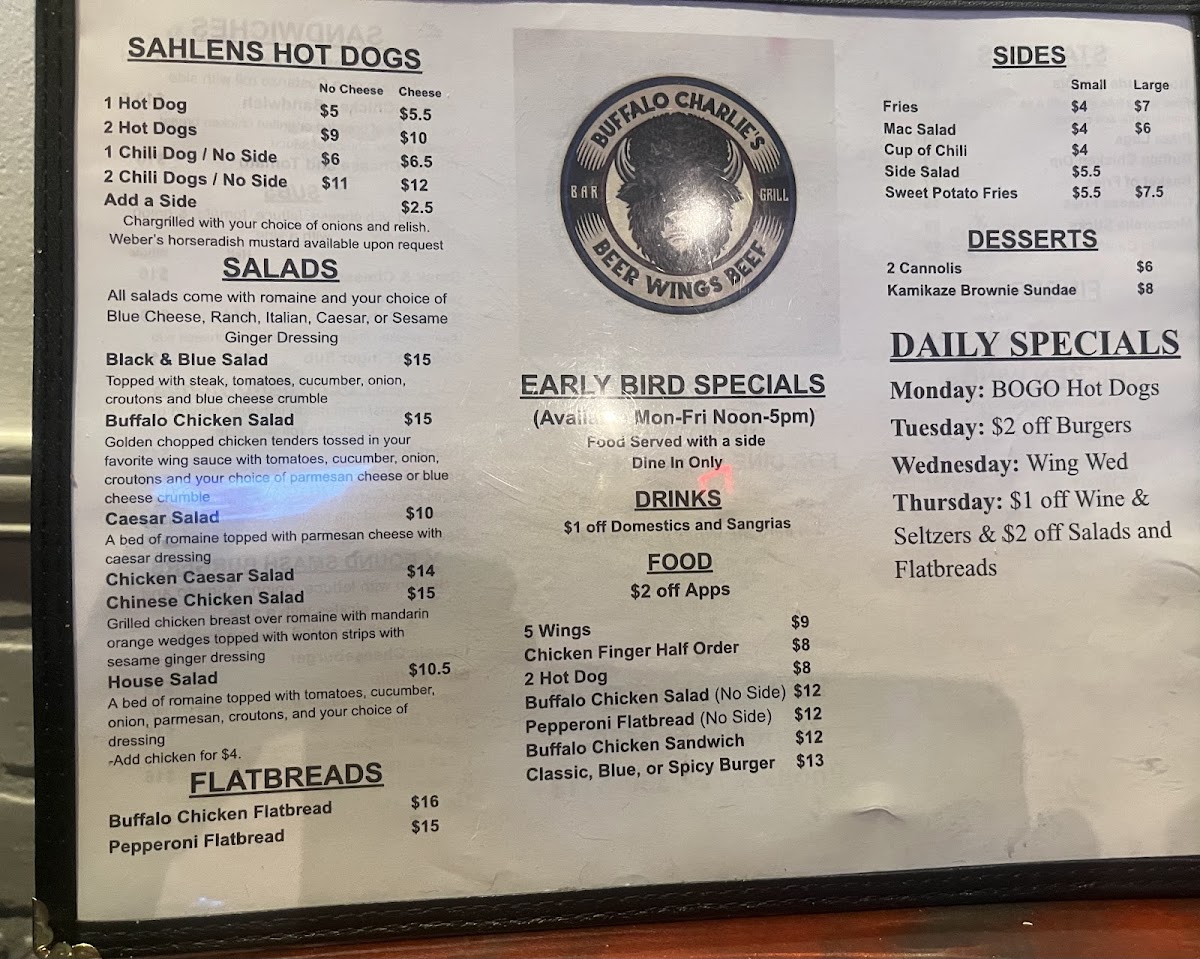 SAHLENS HOT DOGS
No Cheese Cheese
1 Hot Dog $5 $5.5
2 Hot Dogs $9 $10
1 Chili Dog / No Side $6 $6.5
2 Chili Dogs / No Side $11 $12
Add a Side $2.5
Chargrilled with your choice of onions and relish.
Weber's horseradish mustard available upon request
SALADS
All salads come with romaine and your choice of
Blue Cheese, Ranch, Italian, Caesar, or Sesame
Ginger Dressing
Black & Blue Salad $15
Topped with steak, tomatoes, cucumber, onion,
croutons and blue cheese crumble
Buffalo Chicken Salad $15
Golden chopped chicken tenders tossed in your
favorite wing sauce with tomatoes, cucumber, onion,
croutons and your choice of parmesan cheese or blue
cheese crumble
Caesar Salad $10
A bed of romaine topped with parmesan cheese with
caesar dressing
Chicken Caesar Salad $14
Chinese Chicken Salad $15
Grilled chicken breast over romaine with mandarin
orange wedges topped with wonton strips with
sesame ginger dressing
House Salad $10.5
A bed of romaine topped with tomatoes, cucumber,
onion, parmesan, croutons, and your choice of
dressing
-Add chicken for $4.
FLATBREADS
Buffalo Chicken Flatbread $16
Pepperoni Flatbread $15
BUFFALO CHARLIE'S
BAR GRILL
BEER WINGS BEEF
EARLY BIRD SPECIALS
Mon-Fri Noon-5pm)
Food Served with a side
Dine In Only
DRINKS
$1 off Domestics and Sangrias
FOOD
$2 off Apps
5 Wings $9
Chicken Finger Half Order $8
2 Hot Dog $8
Buffalo Chicken Salad (No Side) $12
Pepperoni Flatbread (No Side) $12
Buffalo Chicken Sandwich $12
Classic, Blue, or Spicy Burger $13
SIDES
Small Large
Fries $4 $7
Mac Salad $4 $6
Cup of Chili $4
Side Salad $5.5
Sweet Potato Fries $5.5 $7.5
DESSERTS
2 Cannolis $6
Kamikaze Brownie Sundae $8
DAILY SPECIALS
Monday: BOGO Hot Dogs
Tuesday: $2 off Burgers
Wednesday: Wing Wed
Thursday: $1 off Wine &
Seltzers & $2 off Salads and
Flatbreads